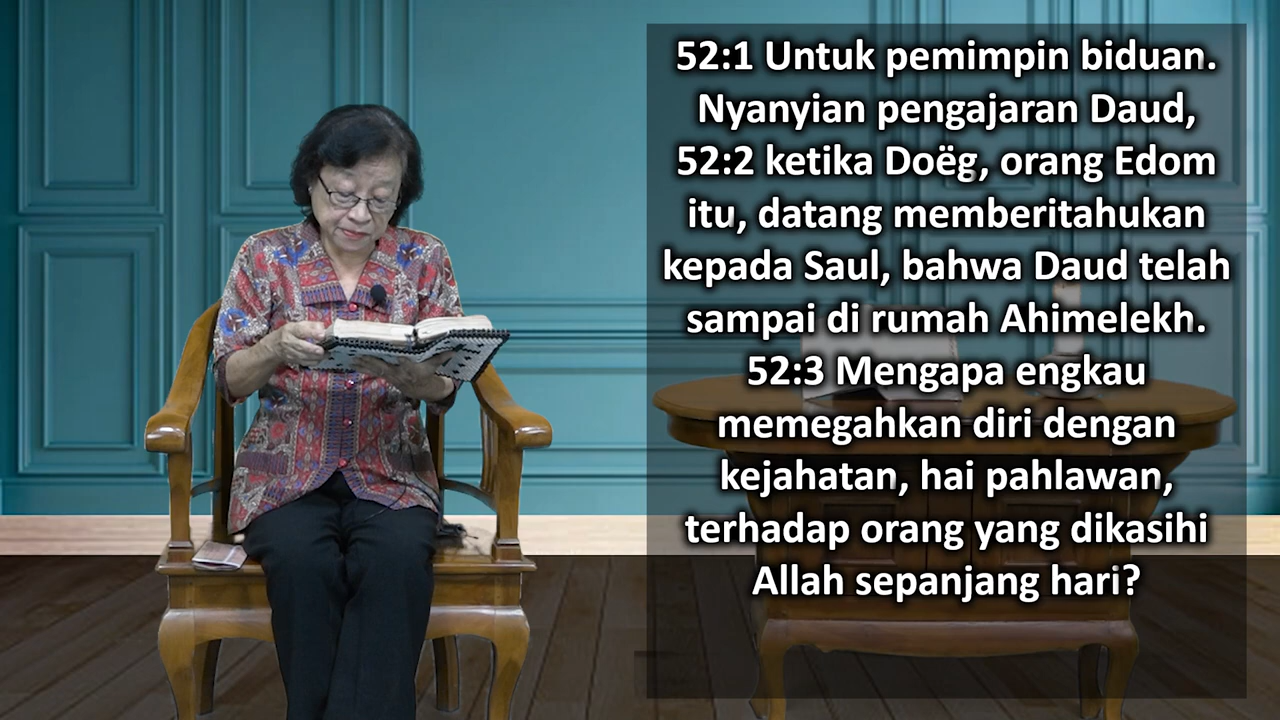 52:1 Untuk pemimpin biduan.
Nyanyian pengajaran Daud,
52:2 ketika Doëg, orang Edom
itu, datang memberitahukan
kepada Saul, bahwa Daud telah
sampai di rumah Ahimelekh.
52:3 Mengapa engkau
memegahkan diri dengan
kejahatan, hai pahlawan,
terhadap orang yang dikasihi
Allah sepanjang hari?